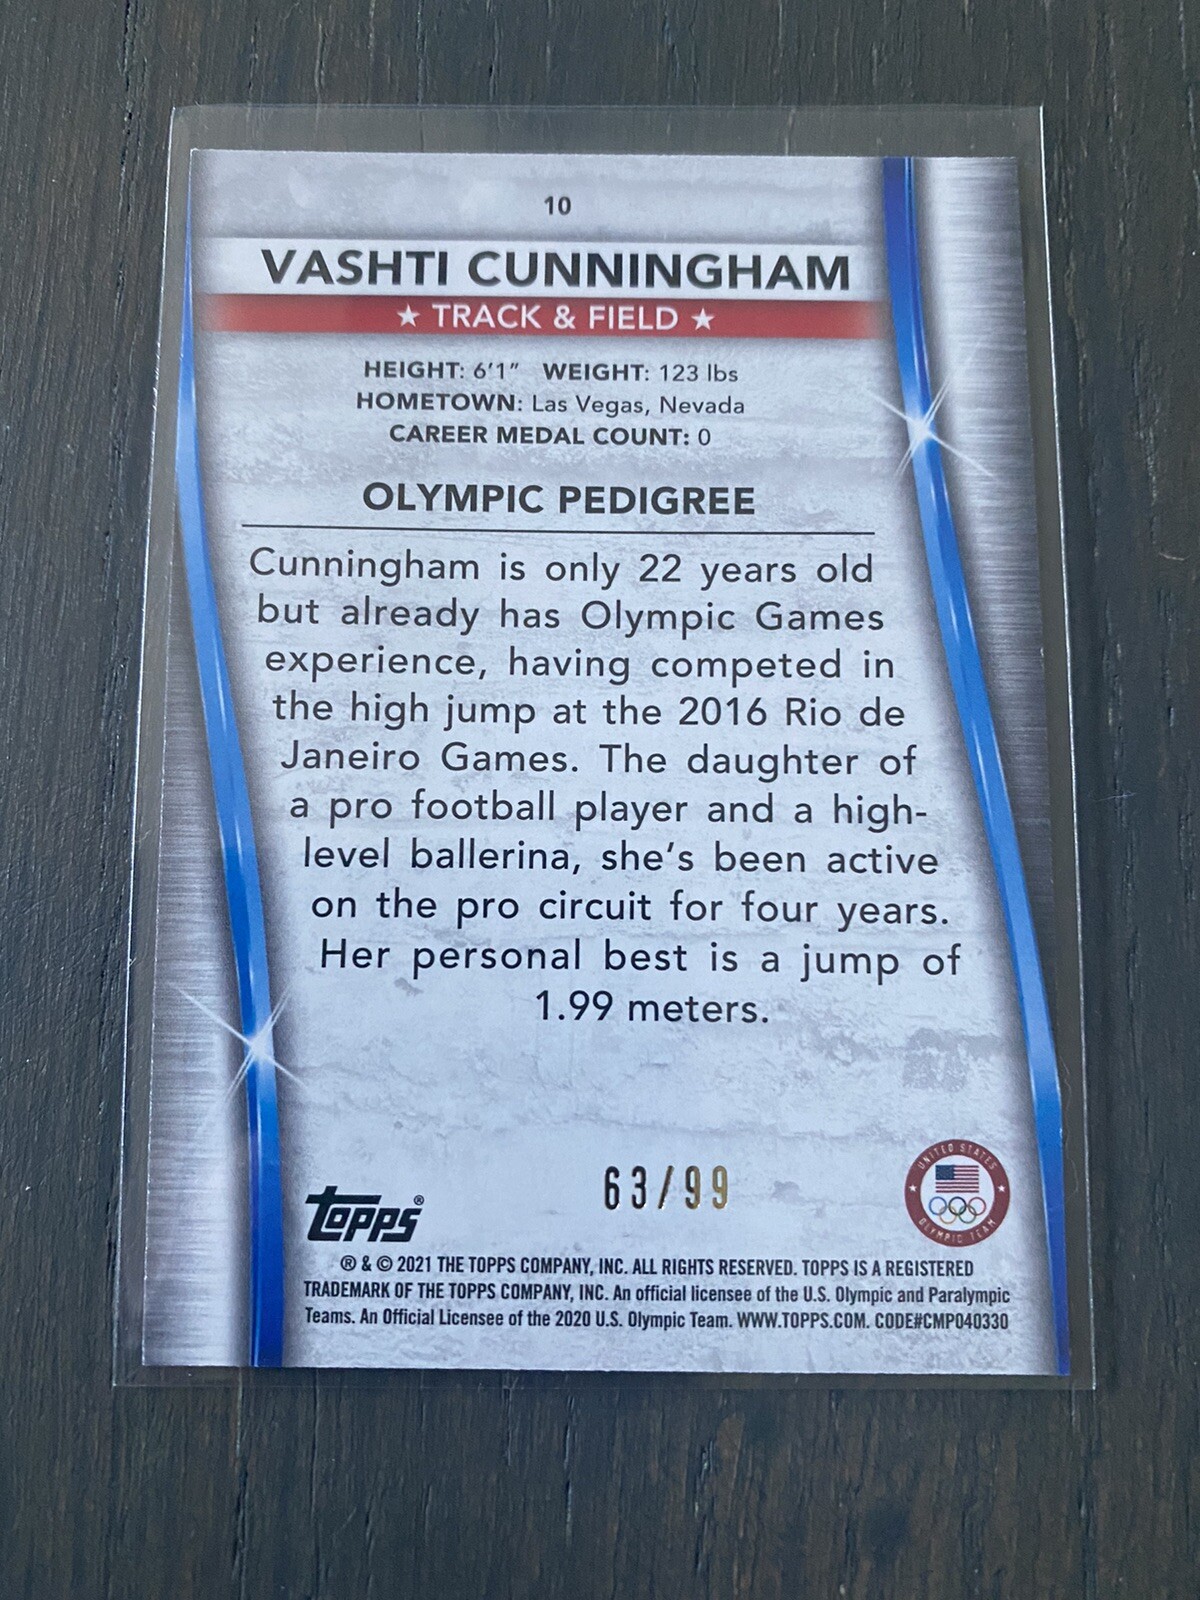 10
VASHTI CUNNINGHAM
★ TRACK & FIELD ★
HEIGHT: 6'1" WEIGHT: 123 lbs
HOMETOWN: Las Vegas, Nevada
CAREER MEDAL COUNT: 0
OLYMPIC PEDIGREE
Cunningham is only 22 years old
but already has Olympic Games
experience, having competed in
the high jump at the 2016 Rio de
Janeiro Games. The daughter of
a pro football player and a high-
level ballerina, she's been active
on the pro circuit for four years.
Her personal best is a jump of
1.99 meters.
63/99
topps®
UNITED STATES
OLYMPIC TEAM
® & © 2021 THE TOPPS COMPANY, INC. ALL RIGHTS RESERVED. TOPPS IS A REGISTERED
TRADEMARK OF THE TOPPS COMPANY, INC. An official licensee of the U.S. Olympic and Paralympic
Teams. An Official Licensee of the 2020 U.S. Olympic Team. WWW.TOPPS.COM. CODE#CMP040330